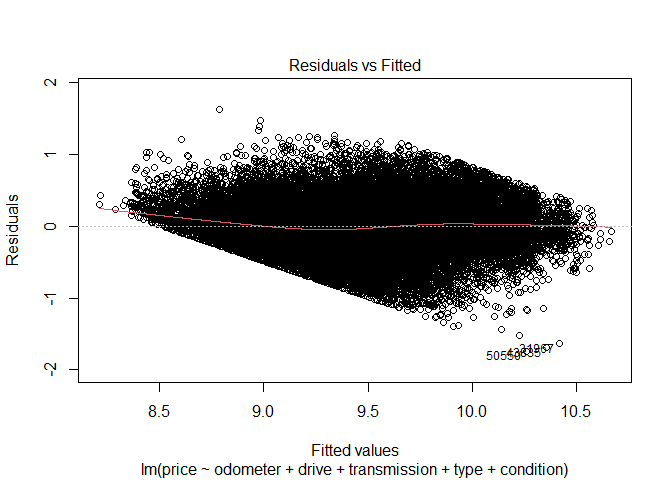 Residuals vs Fitted
Residuals
2
1
0
-1
-2
8.5 9.0 9.5 10.0 10.5
Fitted values
lm(price ~ odometer + drive + transmission + type + condition)